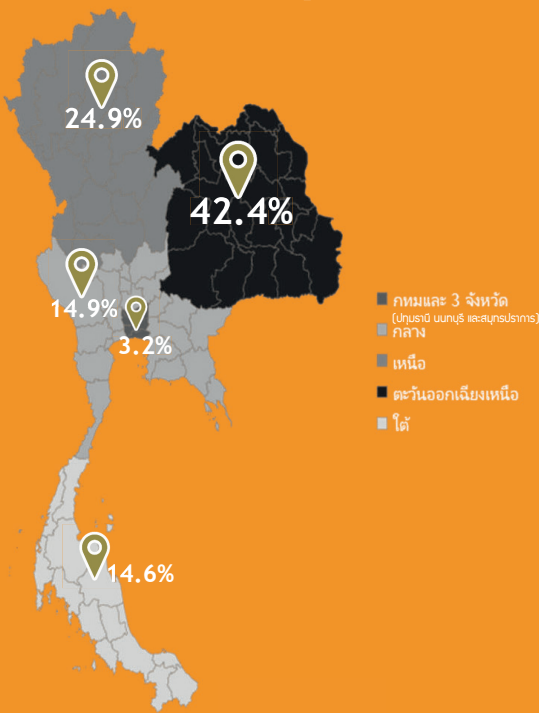 24.9%
42.4%
14.9%
3.2%
14.6%
กทมและ 3 จังหวัด
(ปทุมธานี นนทบุรี และสมุทรปราการ)
กลาง
เหนือ
ตะวันออกเฉียงเหนือ
ใต้